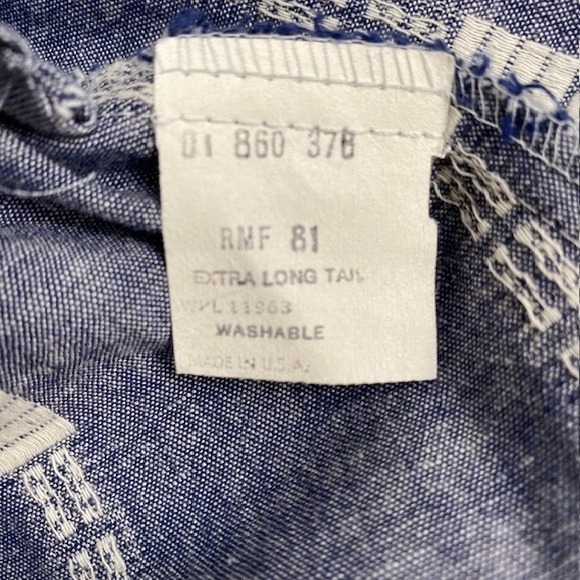 01 860 378
RMF 81
EXTRA LONG TAIL
WPL 11963
WASHABLE
MADE IN U.S.A.